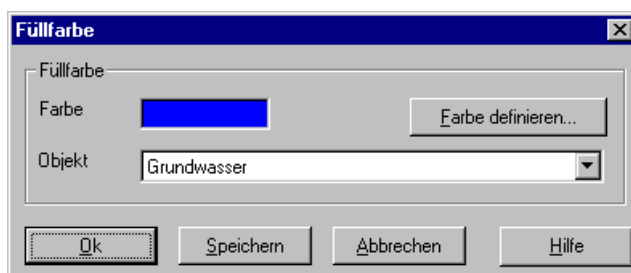 Füllfarbe
Füllfarbe
Farbe
Farbe definieren...
Objekt
Grundwasser
Ok
Speichern
Abbrechen
Hilfe